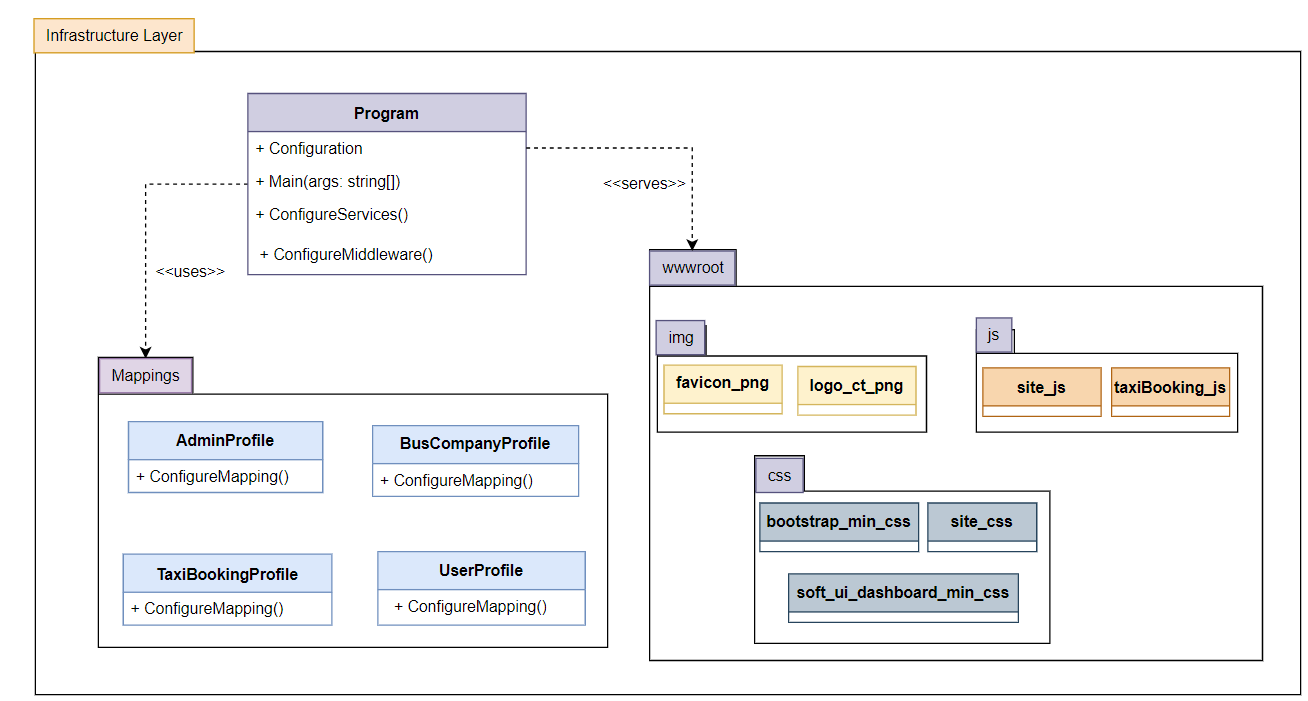 Infrastructure Layer
Program
+ Configuration
+ Main(args: string[])
+ ConfigureServices()
+ ConfigureMiddleware()
<<serves>>
<<uses>>
wwwroot
img
js
favicon_png
logo_ct_png
site_js
taxiBooking_js
css
bootstrap_min_css
site_css
soft_ui_dashboard_min_css
Mappings
AdminProfile
+ ConfigureMapping()
BusCompanyProfile
+ ConfigureMapping()
TaxiBookingProfile
+ ConfigureMapping()
UserProfile
+ ConfigureMapping()